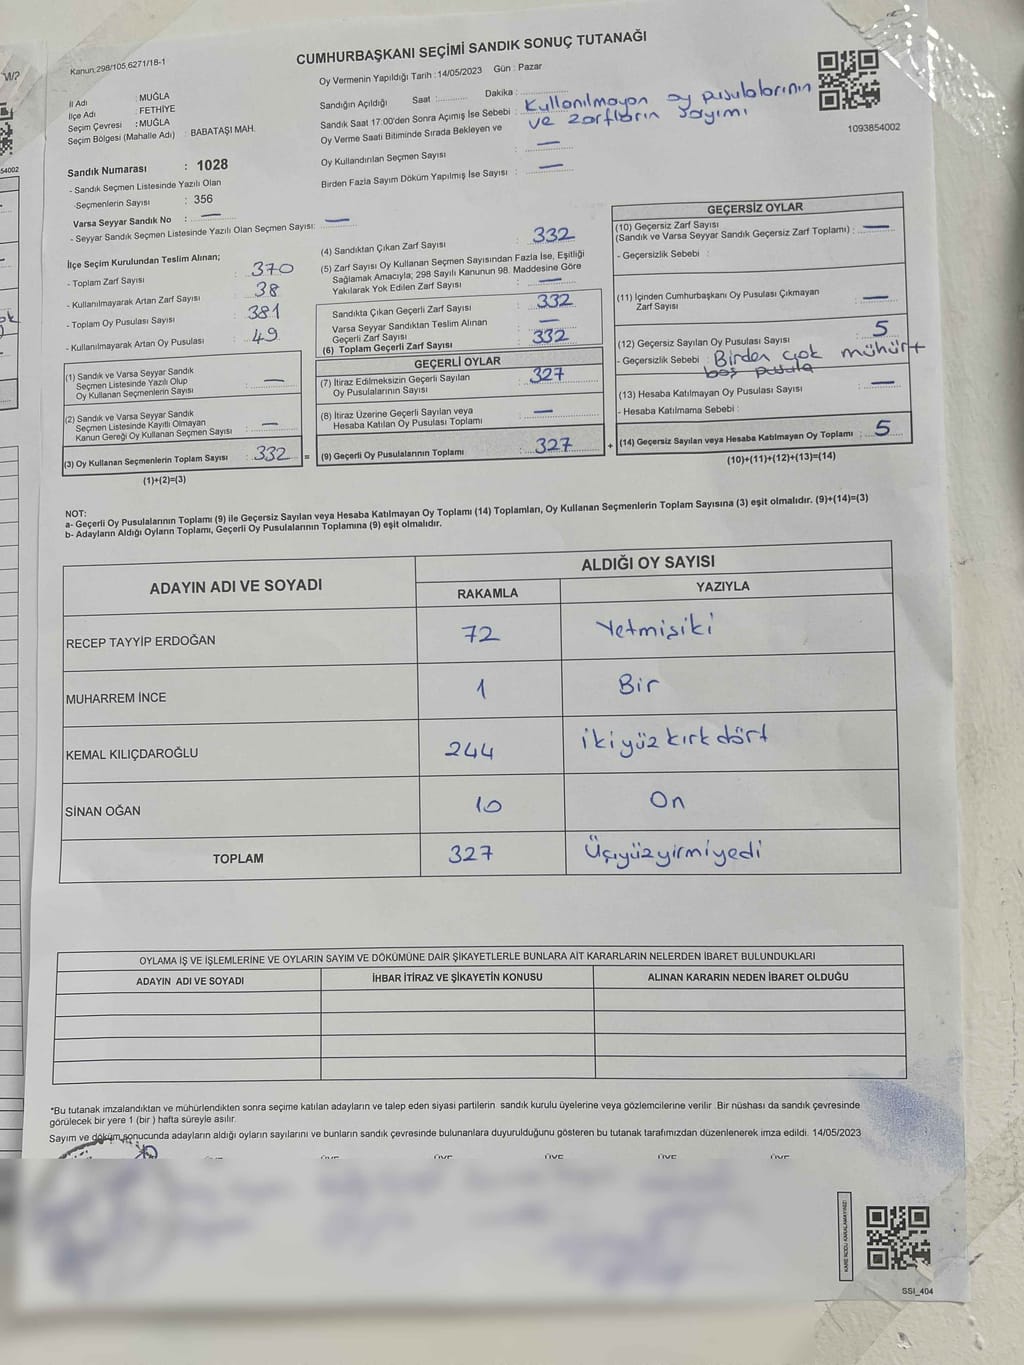 W?
Kanun.298/105,6271/18-1
CUMHURBAŞKANI SEÇİMİ SANDIK SONUÇ TUTANAĞI
Oy Vermenin Yapıldığı Tarih : 14/05/2023 Gün : Pazar
İl Adı : MUĞLA
İlçe Adı : FETHİYE
Seçim Çevresi : MUĞLA
Seçim Bölgesi (Mahalle Adı) : BABATAŞI MAH.
Sandığın Açıldığı Saat :.......... Dakika :..........
Sandık Saat 17:00'den Sonra Açımış İse Sebebi : Kullanılmayan oy pusulalarının
ve zarfların sayımı
Oy Verme Saati Bitiminde Sırada Bekleyen ve
Oy Kullandırılan Seçmen Sayısı : —
Birden Fazla Sayım Döküm Yapılmış İse Sayısı : —
1093854002
54002
Sandık Numarası : 1028
- Sandık Seçmen Listesinde Yazılı Olan
-Seçmenlerin Sayısı : 356
Varsa Seyyar Sandık No : —
- Seyyar Sandık Seçmen Listesinde Yazılı Olan Seçmen Sayısı: —
İlçe Seçim Kurulundan Teslim Alınan;
- Toplam Zarf Sayısı : 370
- Kullanılmayarak Artan Zarf Sayısı : 38
- Toplam Oy Pusulası Sayısı : 381
- Kullanılmayarak Artan Oy Pusulası : 49
(1) Sandık ve Varsa Seyyar Sandık
Seçmen Listesinde Yazılı Olup
Oy Kullanan Seçmenlerin Sayısı : —
(2) Sandık ve Varsa Seyyar Sandık
Seçmen Listesinde Kayıtlı Olmayan
Kanun Gereği Oy Kullanan Seçmen Sayısı : —
(3) Oy Kullanan Seçmenlerin Toplam Sayısı : 332
(1)+(2)=(3)
=
(4) Sandıktan Çıkan Zarf Sayısı : 332
(5) Zarf Sayısı Oy Kullanan Seçmen Sayısından Fazla İse, Eşitliği
Sağlamak Amacıyla; 298 Sayılı Kanunun 98. Maddesine Göre
Yakılarak Yok Edilen Zarf Sayısı : —
Sandıkta Çıkan Geçerli Zarf Sayısı : 332
Varsa Seyyar Sandıktan Teslim Alınan
Geçerli Zarf Sayısı : —
(6) Toplam Geçerli Zarf Sayısı : 332
GEÇERLİ OYLAR
(7) İtiraz Edilmeksizin Geçerli Sayılan
Oy Pusulalarının Sayısı : 327
(8) İtiraz Üzerine Geçerli Sayılan veya
Hesaba Katılan Oy Pusulası Toplamı : —
(9) Geçerli Oy Pusulalarının Toplamı : 327
+
GEÇERSİZ OYLAR
(10) Geçersiz Zarf Sayısı
(Sandık ve Varsa Seyyar Sandık Geçersiz Zarf Toplamı) : —
- Geçersizlik Sebebi :
(11) İçinden Cumhurbaşkanı Oy Pusulası Çıkmayan
Zarf Sayısı : —
(12) Geçersiz Sayılan Oy Pusulası Sayısı : 5
- Geçersizlik Sebebi : Birden çok mühürt
boş pusula
(13) Hesaba Katılmayan Oy Pusulası Sayısı : —
- Hesaba Katılmama Sebebi :
(14) Geçersiz Sayılan veya Hesaba Katılmayan Oy Toplamı : 5
(10)+(11)+(12)+(13)=(14)
NOT:
a- Geçerli Oy Pusulalarının Toplamı (9) ile Geçersiz Sayılan veya Hesaba Katılmayan Oy Toplamı (14) Toplamları, Oy Kullanan Seçmenlerin Toplam Sayısına (3) eşit olmalıdır. (9)+(14)=(3)
b- Adayların Aldığı Oyların Toplamı, Geçerli Oy Pusulalarının Toplamına (9) eşit olmalıdır.
ADAYIN ADI VE SOYADI ALDIĞI OY SAYISI
RAKAMLA YAZIYLA
RECEP TAYYİP ERDOĞAN 72 Yetmişiki
MUHARREM İNCE 1 Bir
KEMAL KILIÇDAROĞLU 244 ikiyüz kırk dört
SİNAN OĞAN 10 On
TOPLAM 327 Üçyüzyirmiyedi
OYLAMA İŞ VE İŞLEMLERİNE VE OYLARIN SAYIM VE DÖKÜMÜNE DAİR ŞİKAYETLERLE BUNLARA AİT KARARLARIN NELERDEN İBARET BULUNDUKLARI
ADAYIN ADI VE SOYADI İHBAR İTİRAZ VE ŞİKAYETİN KONUSU ALINAN KARARIN NEDEN İBARET OLDUĞU
*Bu tutanak imzalandıktan ve mühürlendikten sonra seçime katılan adayların ve talep eden siyasi partilerin sandık kurulu üyelerine veya gözlemcilerine verilir .Bir nüshası da sandık çevresinde
görülecek bir yere 1 (bir ) hafta süreyle asılır.
Sayım ve döküm sonucunda adayların aldığı oyların sayılarını ve bunların sandık çevresinde bulunanlara duyurulduğunu gösteren bu tutanak tarafımızdan düzenlenerek imza edildi. 14/05/2023
ÜYE ÜYE ÜYE ÜYE ÜYE
KARE KODU KARALAMAYINIZ!
SSI_404